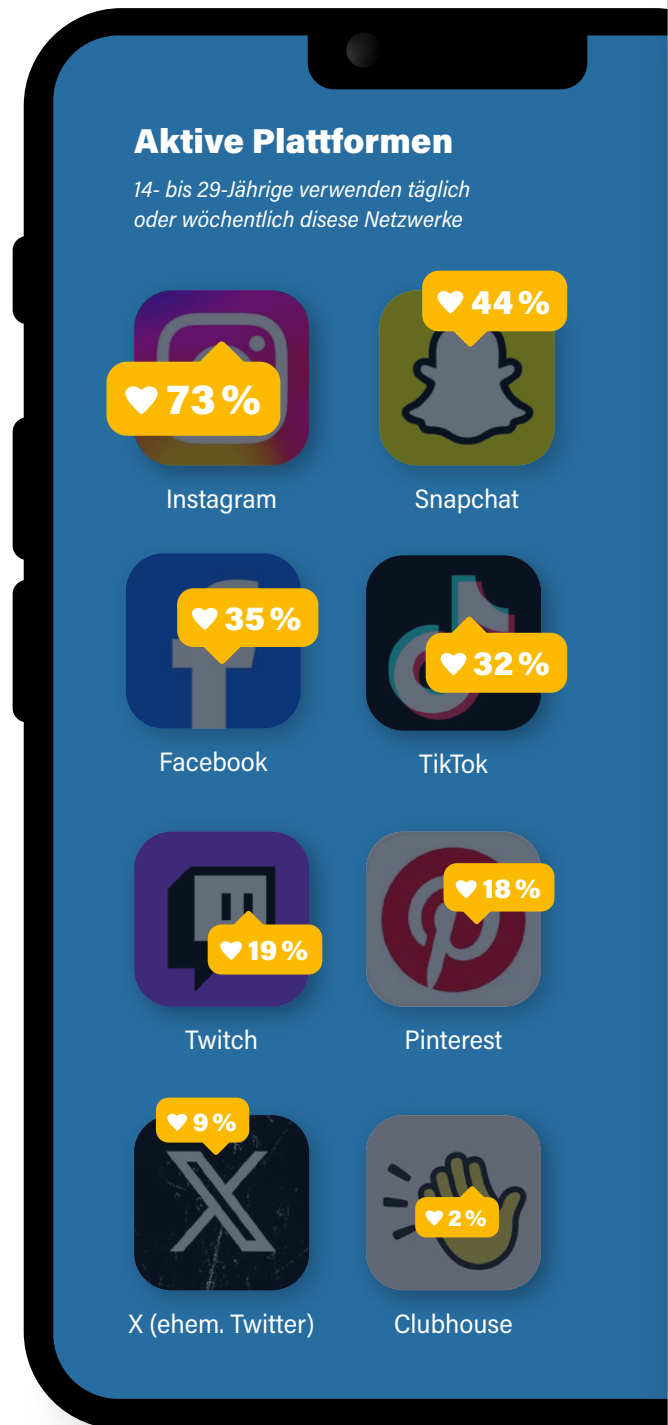 Aktive Plattformen
14- bis 29-Jährige verwenden täglich
oder wöchentlich disese Netzwerke
73 %
Instagram
44 %
Snapchat
35 %
Facebook
32 %
TikTok
19 %
Twitch
18 %
Pinterest
9 %
X (ehem. Twitter)
2 %
Clubhouse